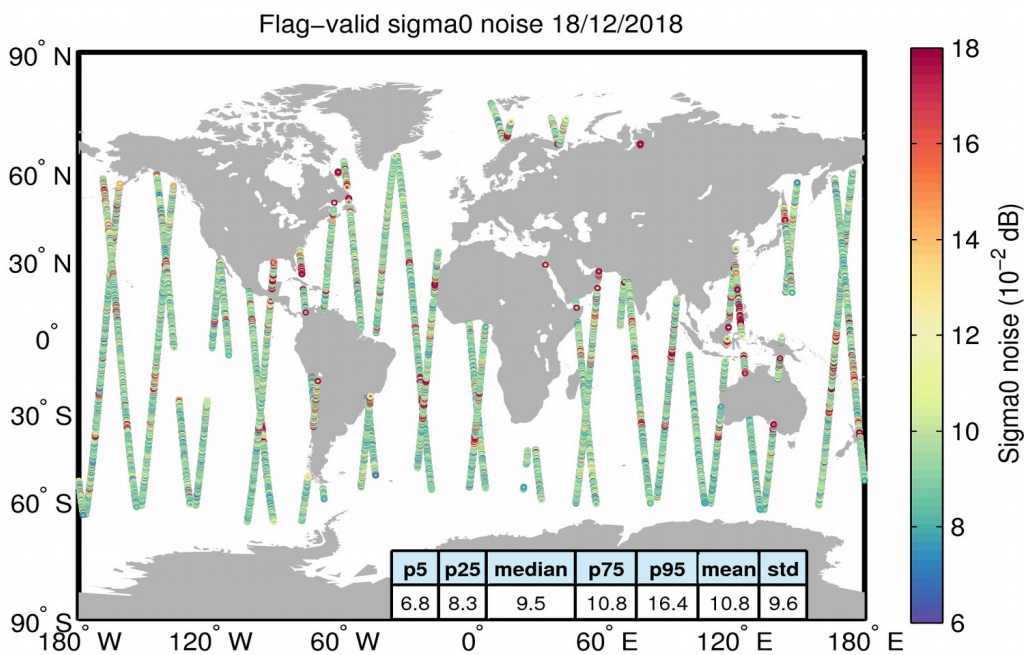 Flag−valid sigma0 noise 18/12/2018
90° N
60° N
30° N
0°
30° S
60° S
90° S
180° W 120° W 60° W 0° 60° E 120° E 180° E
p5 p25 median p75 p95 mean std
6.8 8.3 9.5 10.8 16.4 10.8 9.6
18
16
14
12
10
8
6
Sigma0 noise (10⁻² dB)